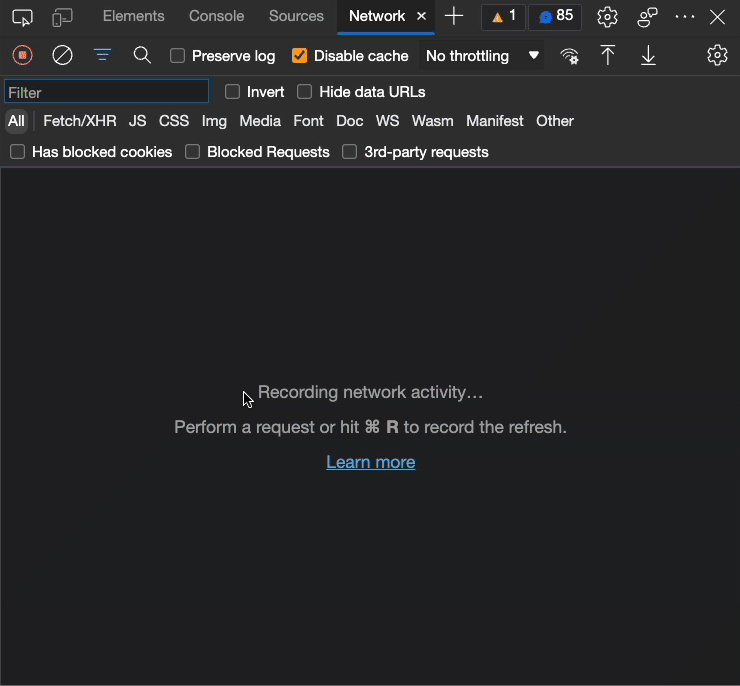 Elements Console Sources Network 1 85
Preserve log Disable cache No throttling
Filter Invert Hide data URLs
All Fetch/XHR JS CSS Img Media Font Doc WS Wasm Manifest Other
Has blocked cookies Blocked Requests 3rd-party requests
Recording network activity…
Perform a request or hit ⌘ R to record the refresh.
Learn more